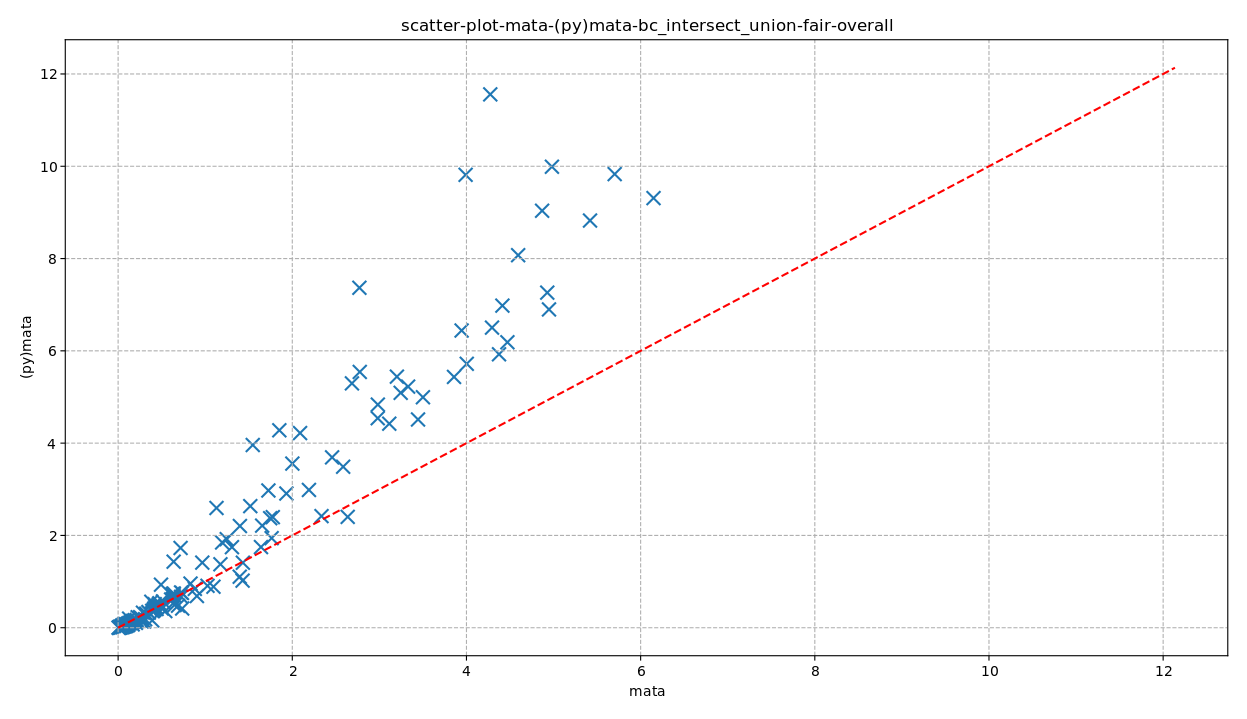 scatter-plot-mata-(py)mata-bc_intersect_union-fair-overall
12
10
8
6
4
2
0
(py)mata
0 2 4 6 8 10 12
mata